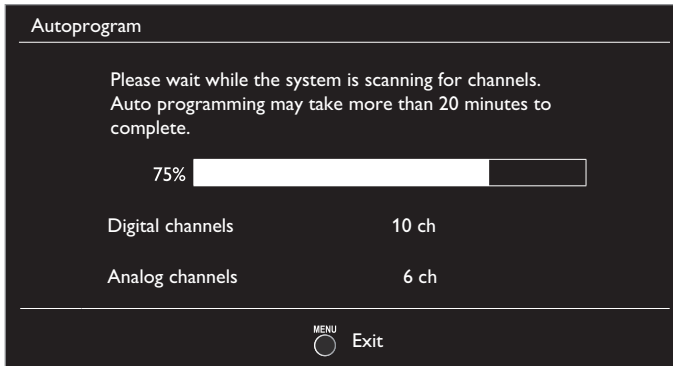 Autoprogram
Please wait while the system is scanning for channels.
Auto programming may take more than 20 minutes to
complete.
75%
Digital channels 10 ch
Analog channels 6 ch
MENU Exit